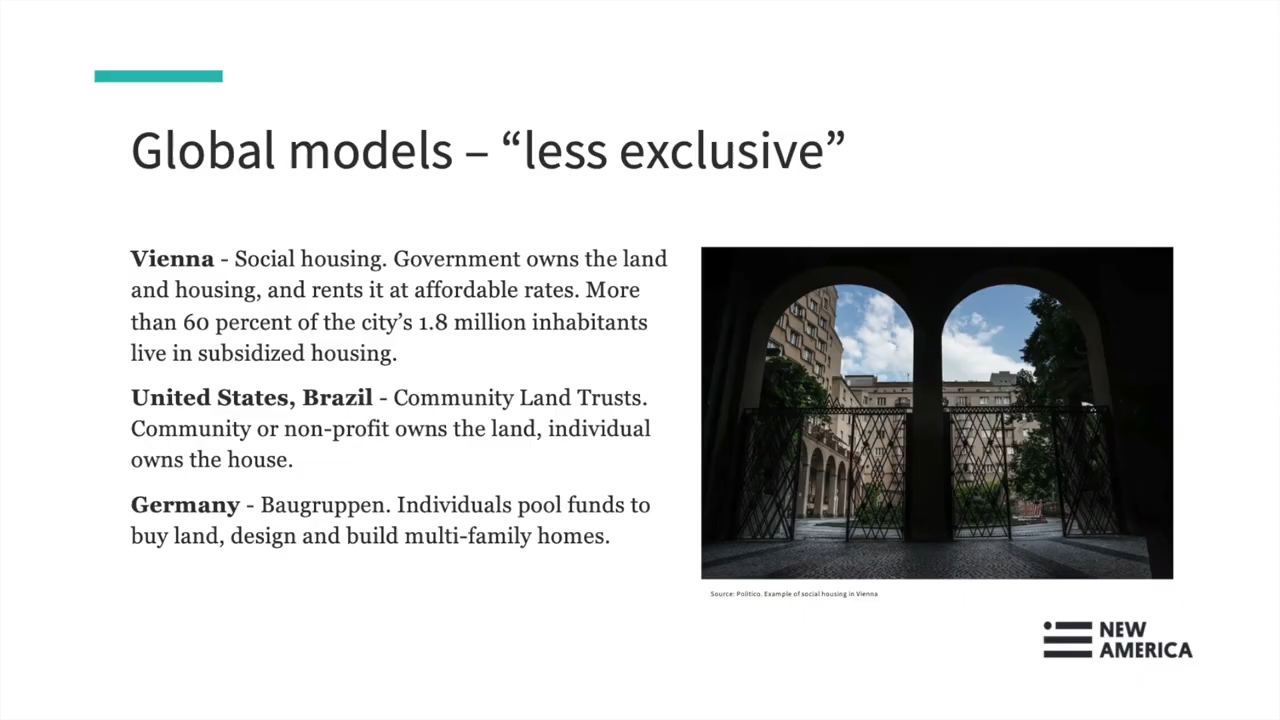 Global models – “less exclusive”
Vienna - Social housing. Government owns the land
and housing, and rents it at affordable rates. More
than 60 percent of the city’s 1.8 million inhabitants
live in subsidized housing.
United States, Brazil - Community Land Trusts.
Community or non-profit owns the land, individual
owns the house.
Germany - Baugruppen. Individuals pool funds to
buy land, design and build multi-family homes.
Source: Politico. Example of social housing in Vienna
NEW
AMERICA